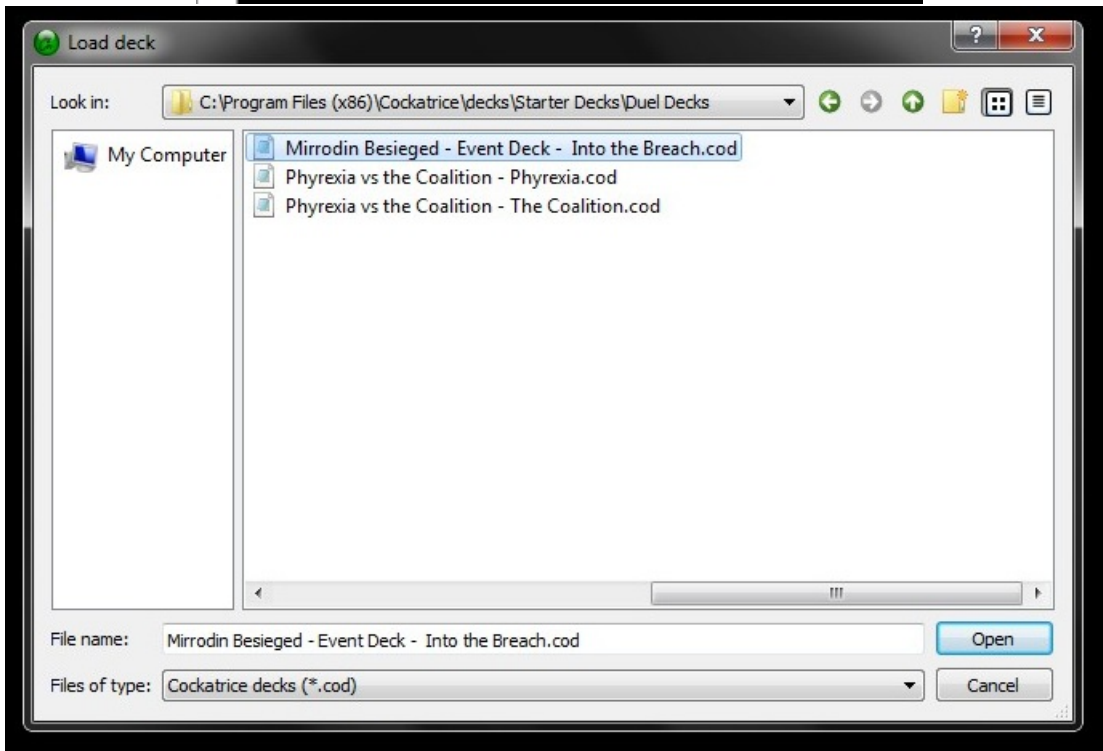 Load deck
Look in: C:\Program Files (x86)\Cockatrice\decks\Starter Decks\Duel Decks
My Computer
Mirrodin Besieged - Event Deck -  Into the Breach.cod
Phyrexia vs the Coalition - Phyrexia.cod
Phyrexia vs the Coalition - The Coalition.cod
File name: Mirrodin Besieged - Event Deck -  Into the Breach.cod Open
Files of type: Cockatrice decks (*.cod) Cancel